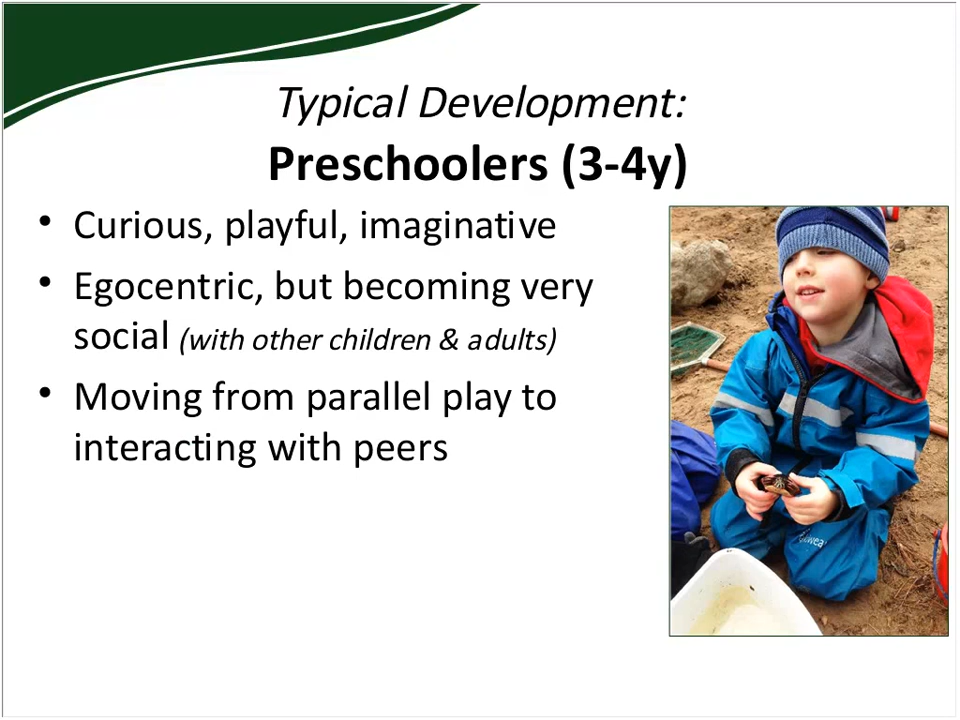 Typical Development:
Preschoolers (3-4y)
• Curious, playful, imaginative
• Egocentric, but becoming very
social (with other children & adults)
• Moving from parallel play to
interacting with peers